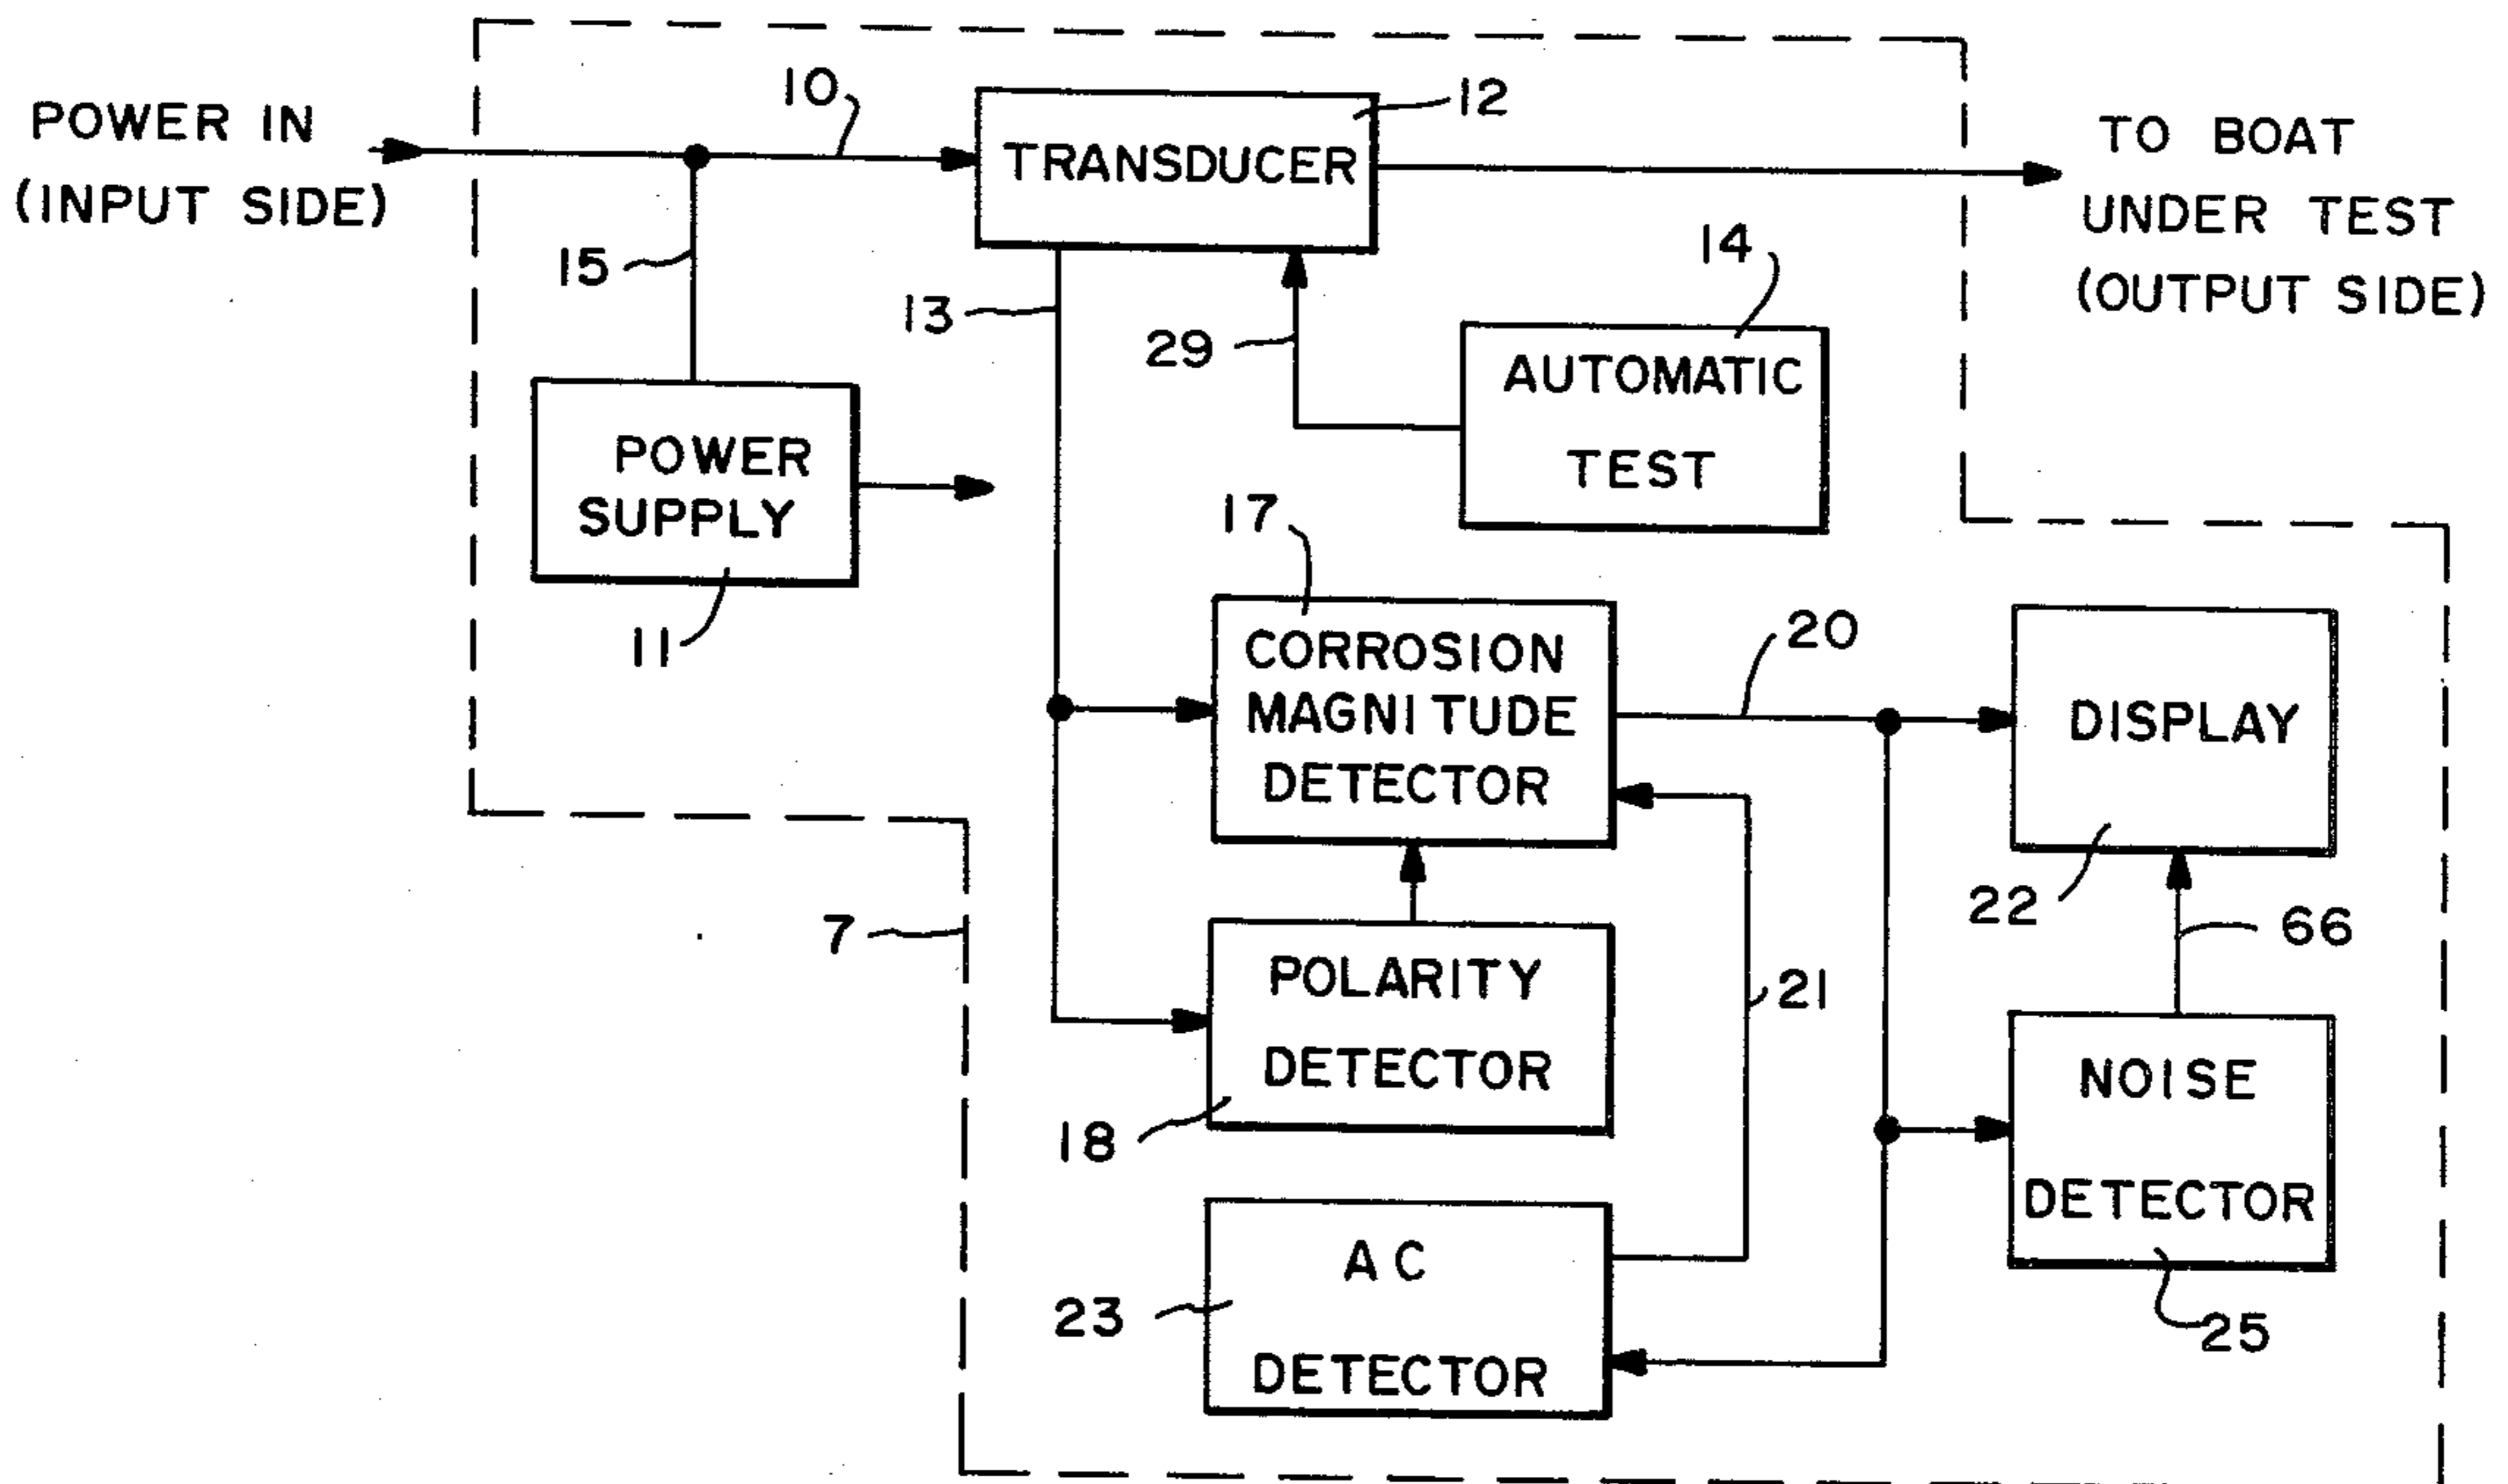 POWER IN
(INPUT SIDE)
10
12
TRANSDUCER
TO BOAT
UNDER TEST
(OUTPUT SIDE)
15
13
29
14
AUTOMATIC
TEST
POWER
SUPPLY
11
17
CORROSION
MAGNITUDE
DETECTOR
20
DISPLAY
22
66
7
POLARITY
DETECTOR
18
21
NOISE
DETECTOR
25
AC
DETECTOR
23